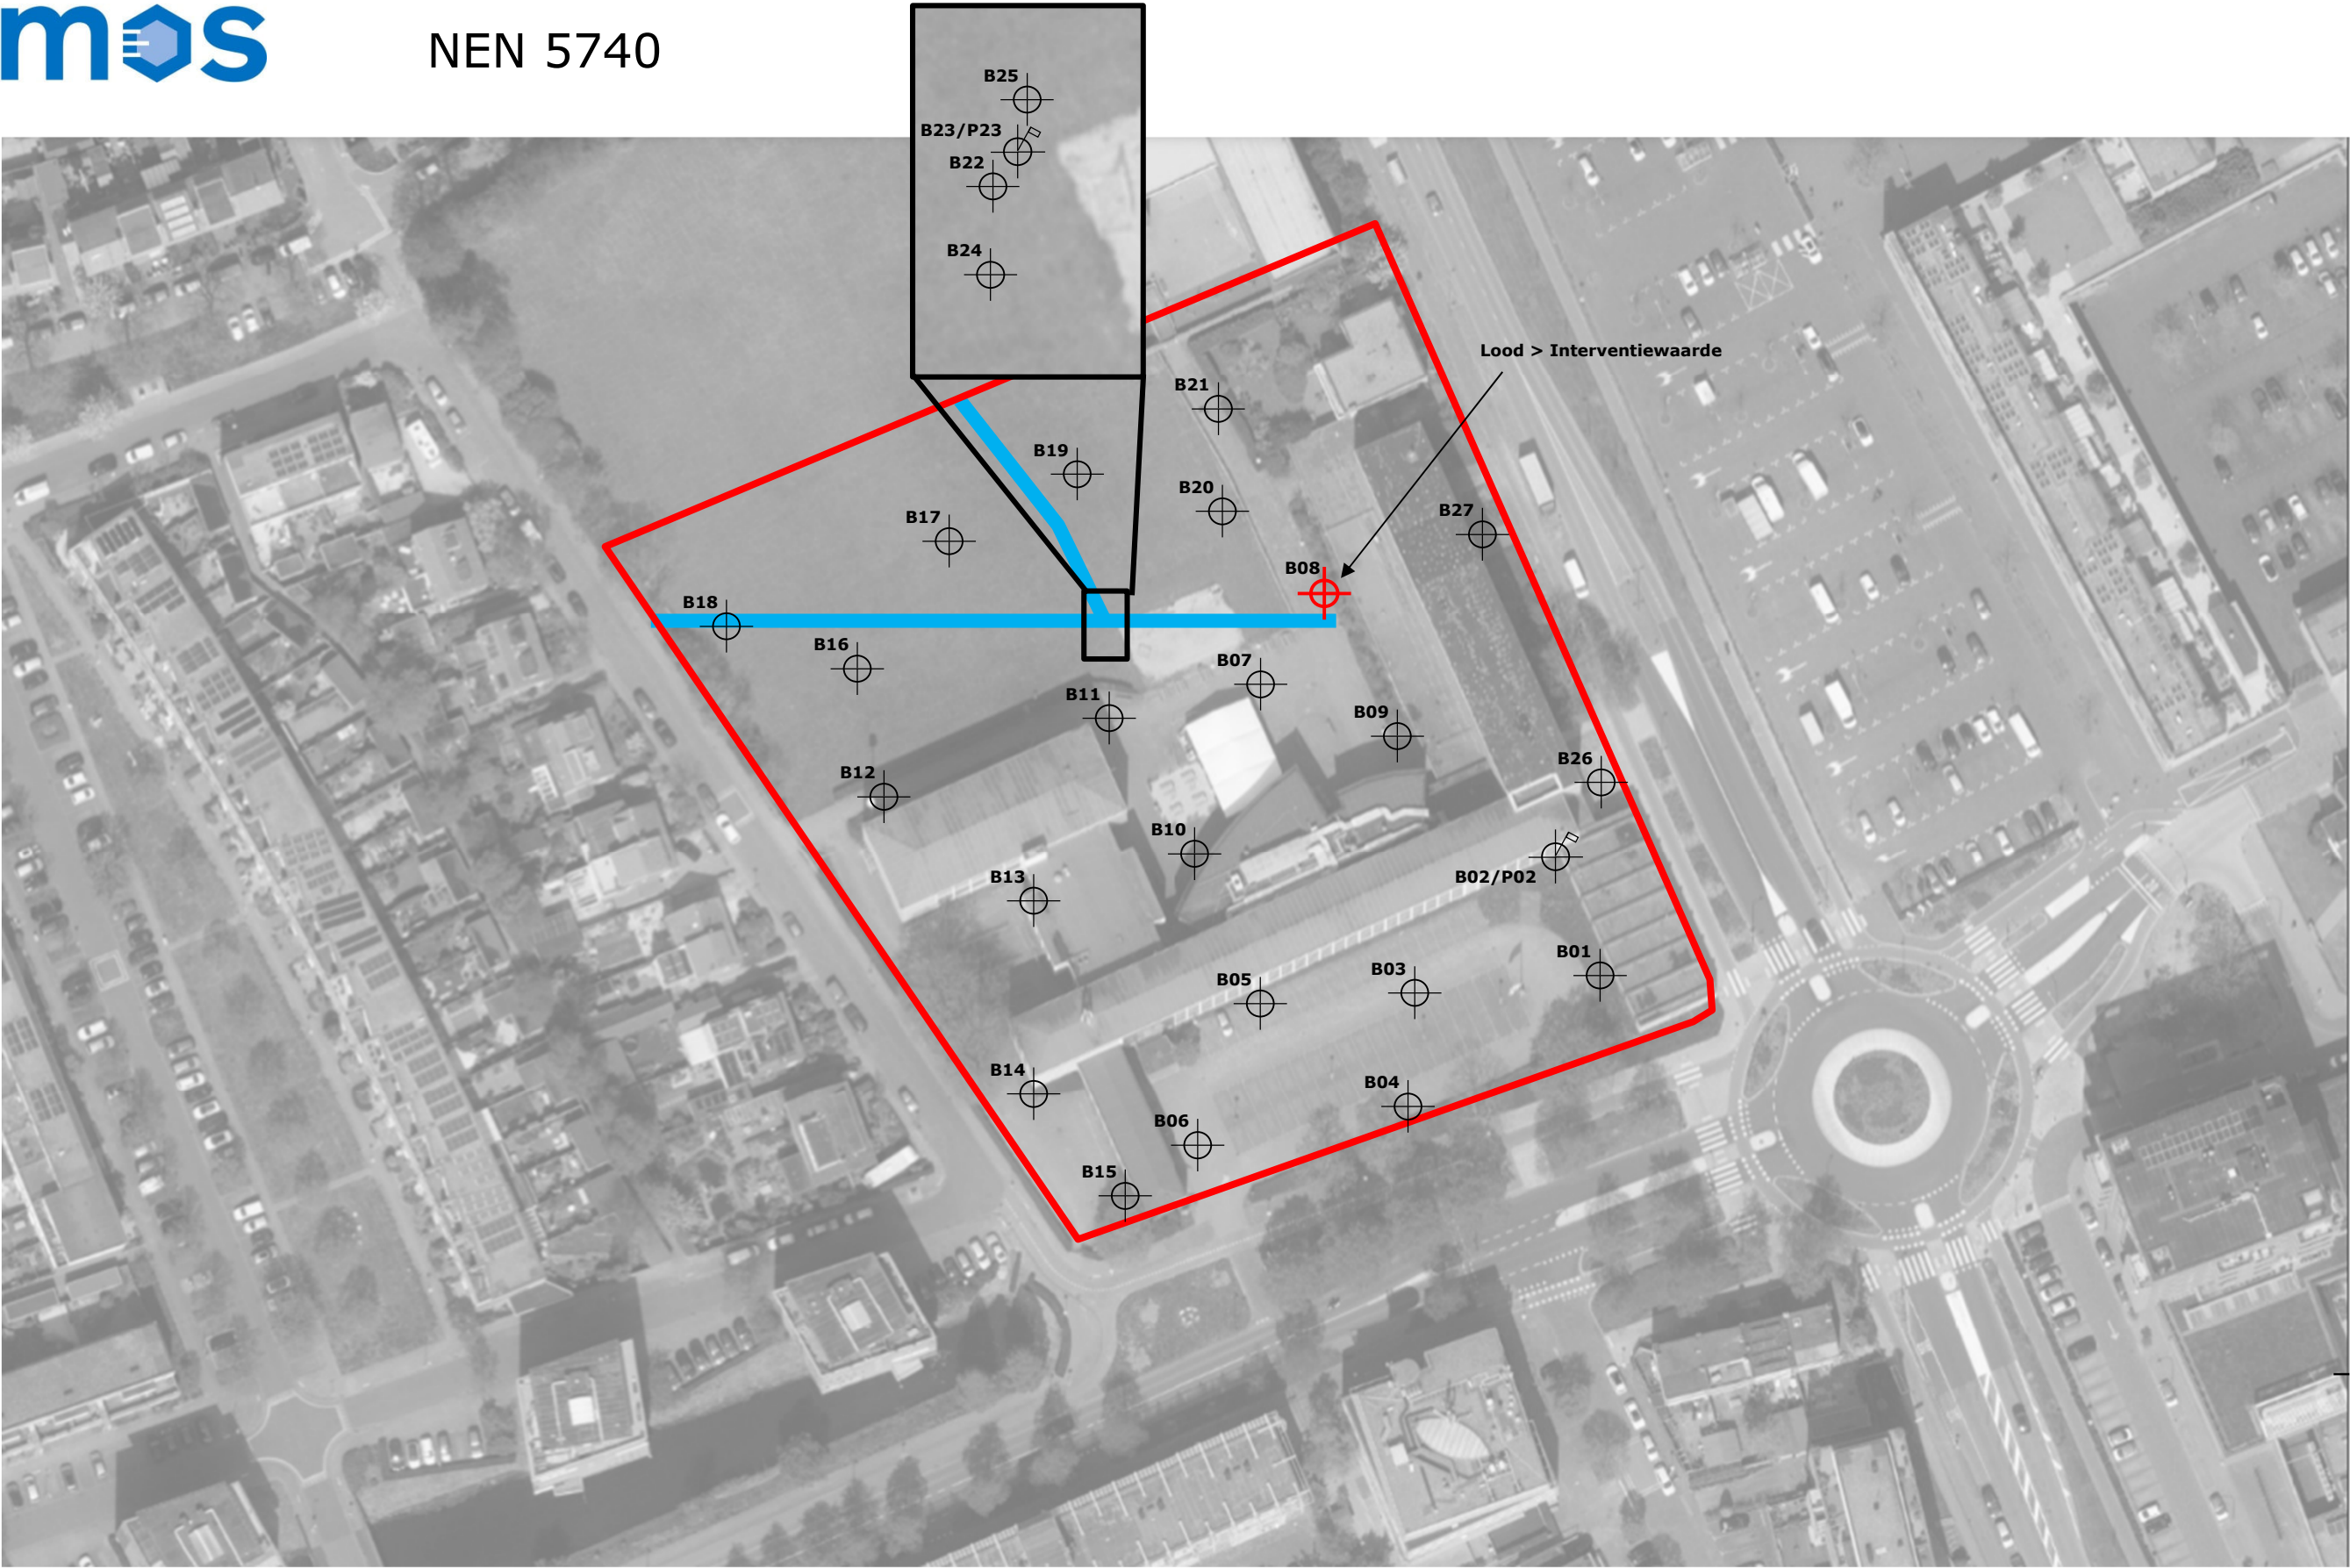 mos
NEN 5740
B25
B23/P23
B22
B24
Lood > Interventiewaarde
B21
B19
B20
B17
B27
B08
B18
B16
B07
B11
B09
B26
B12
B10
B02/P02
B13
B01
B03
B05
B14
B04
B06
B15